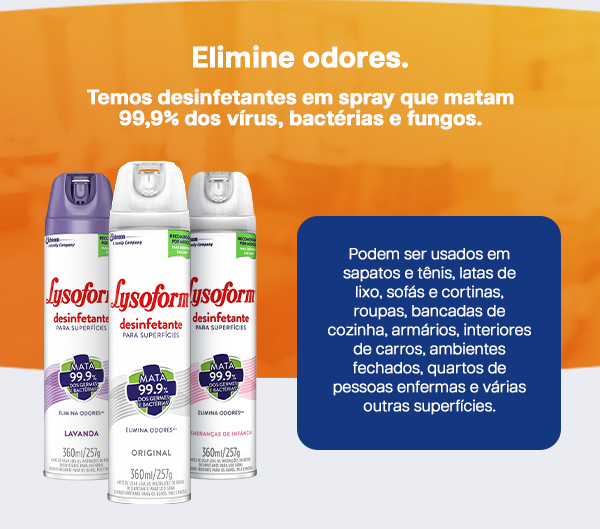 Elimine odores.
Temos desinfetantes em spray que matam
99,9% dos vírus, bactérias e fungos.
Podem ser usados em
sapatos e tênis, latas de
lixo, sofás e cortinas,
roupas, bancadas de
cozinha, armários, interiores
de carros, ambientes
fechados, quartos de
pessoas enfermas e várias
outras superfícies.
Lysoform
desinfetante
PARA SUPERFÍCIES
MATA
99.9%
DOS GERMES
E BACTÉRIAS
ELIMINA ODORES
LAVANDA
360ml/257g
Lysoform
desinfetante
PARA SUPERFÍCIES
MATA
99.9%
DOS GERMES
E BACTÉRIAS
ELIMINA ODORES
ORIGINAL
360ml/257g
Lysoform
desinfetante
PARA SUPERFÍCIES
MATA
99.9%
DOS GERMES
E BACTÉRIAS
ELIMINA ODORES
360ml/257g